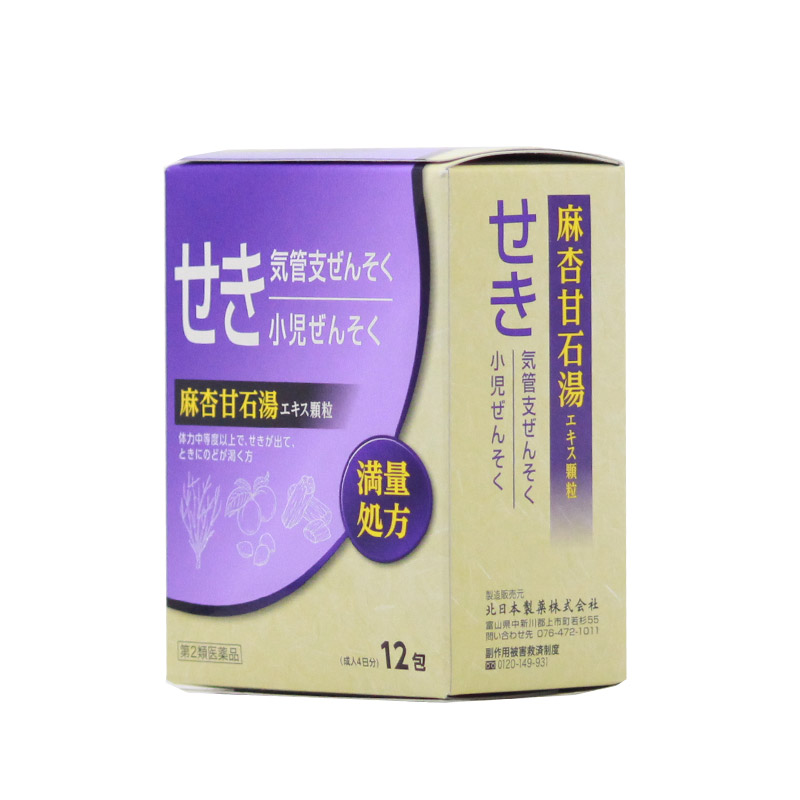 せき
気管支ぜんそく
小児ぜんそく
麻杏甘石湯エキス顆粒
体力中等度以上で、せきが出て、
ときにのどが渇く方
満量
処方
第2類医薬品
(成人4日分) 12包
麻杏甘石湯エキス顆粒
せき
気管支ぜんそく
小児ぜんそく
製造販売元
北日本製薬株式会社
富山県中新川郡上市町若杉55
問い合わせ先 076-472-1011
副作用被害救済制度
0120-149-931